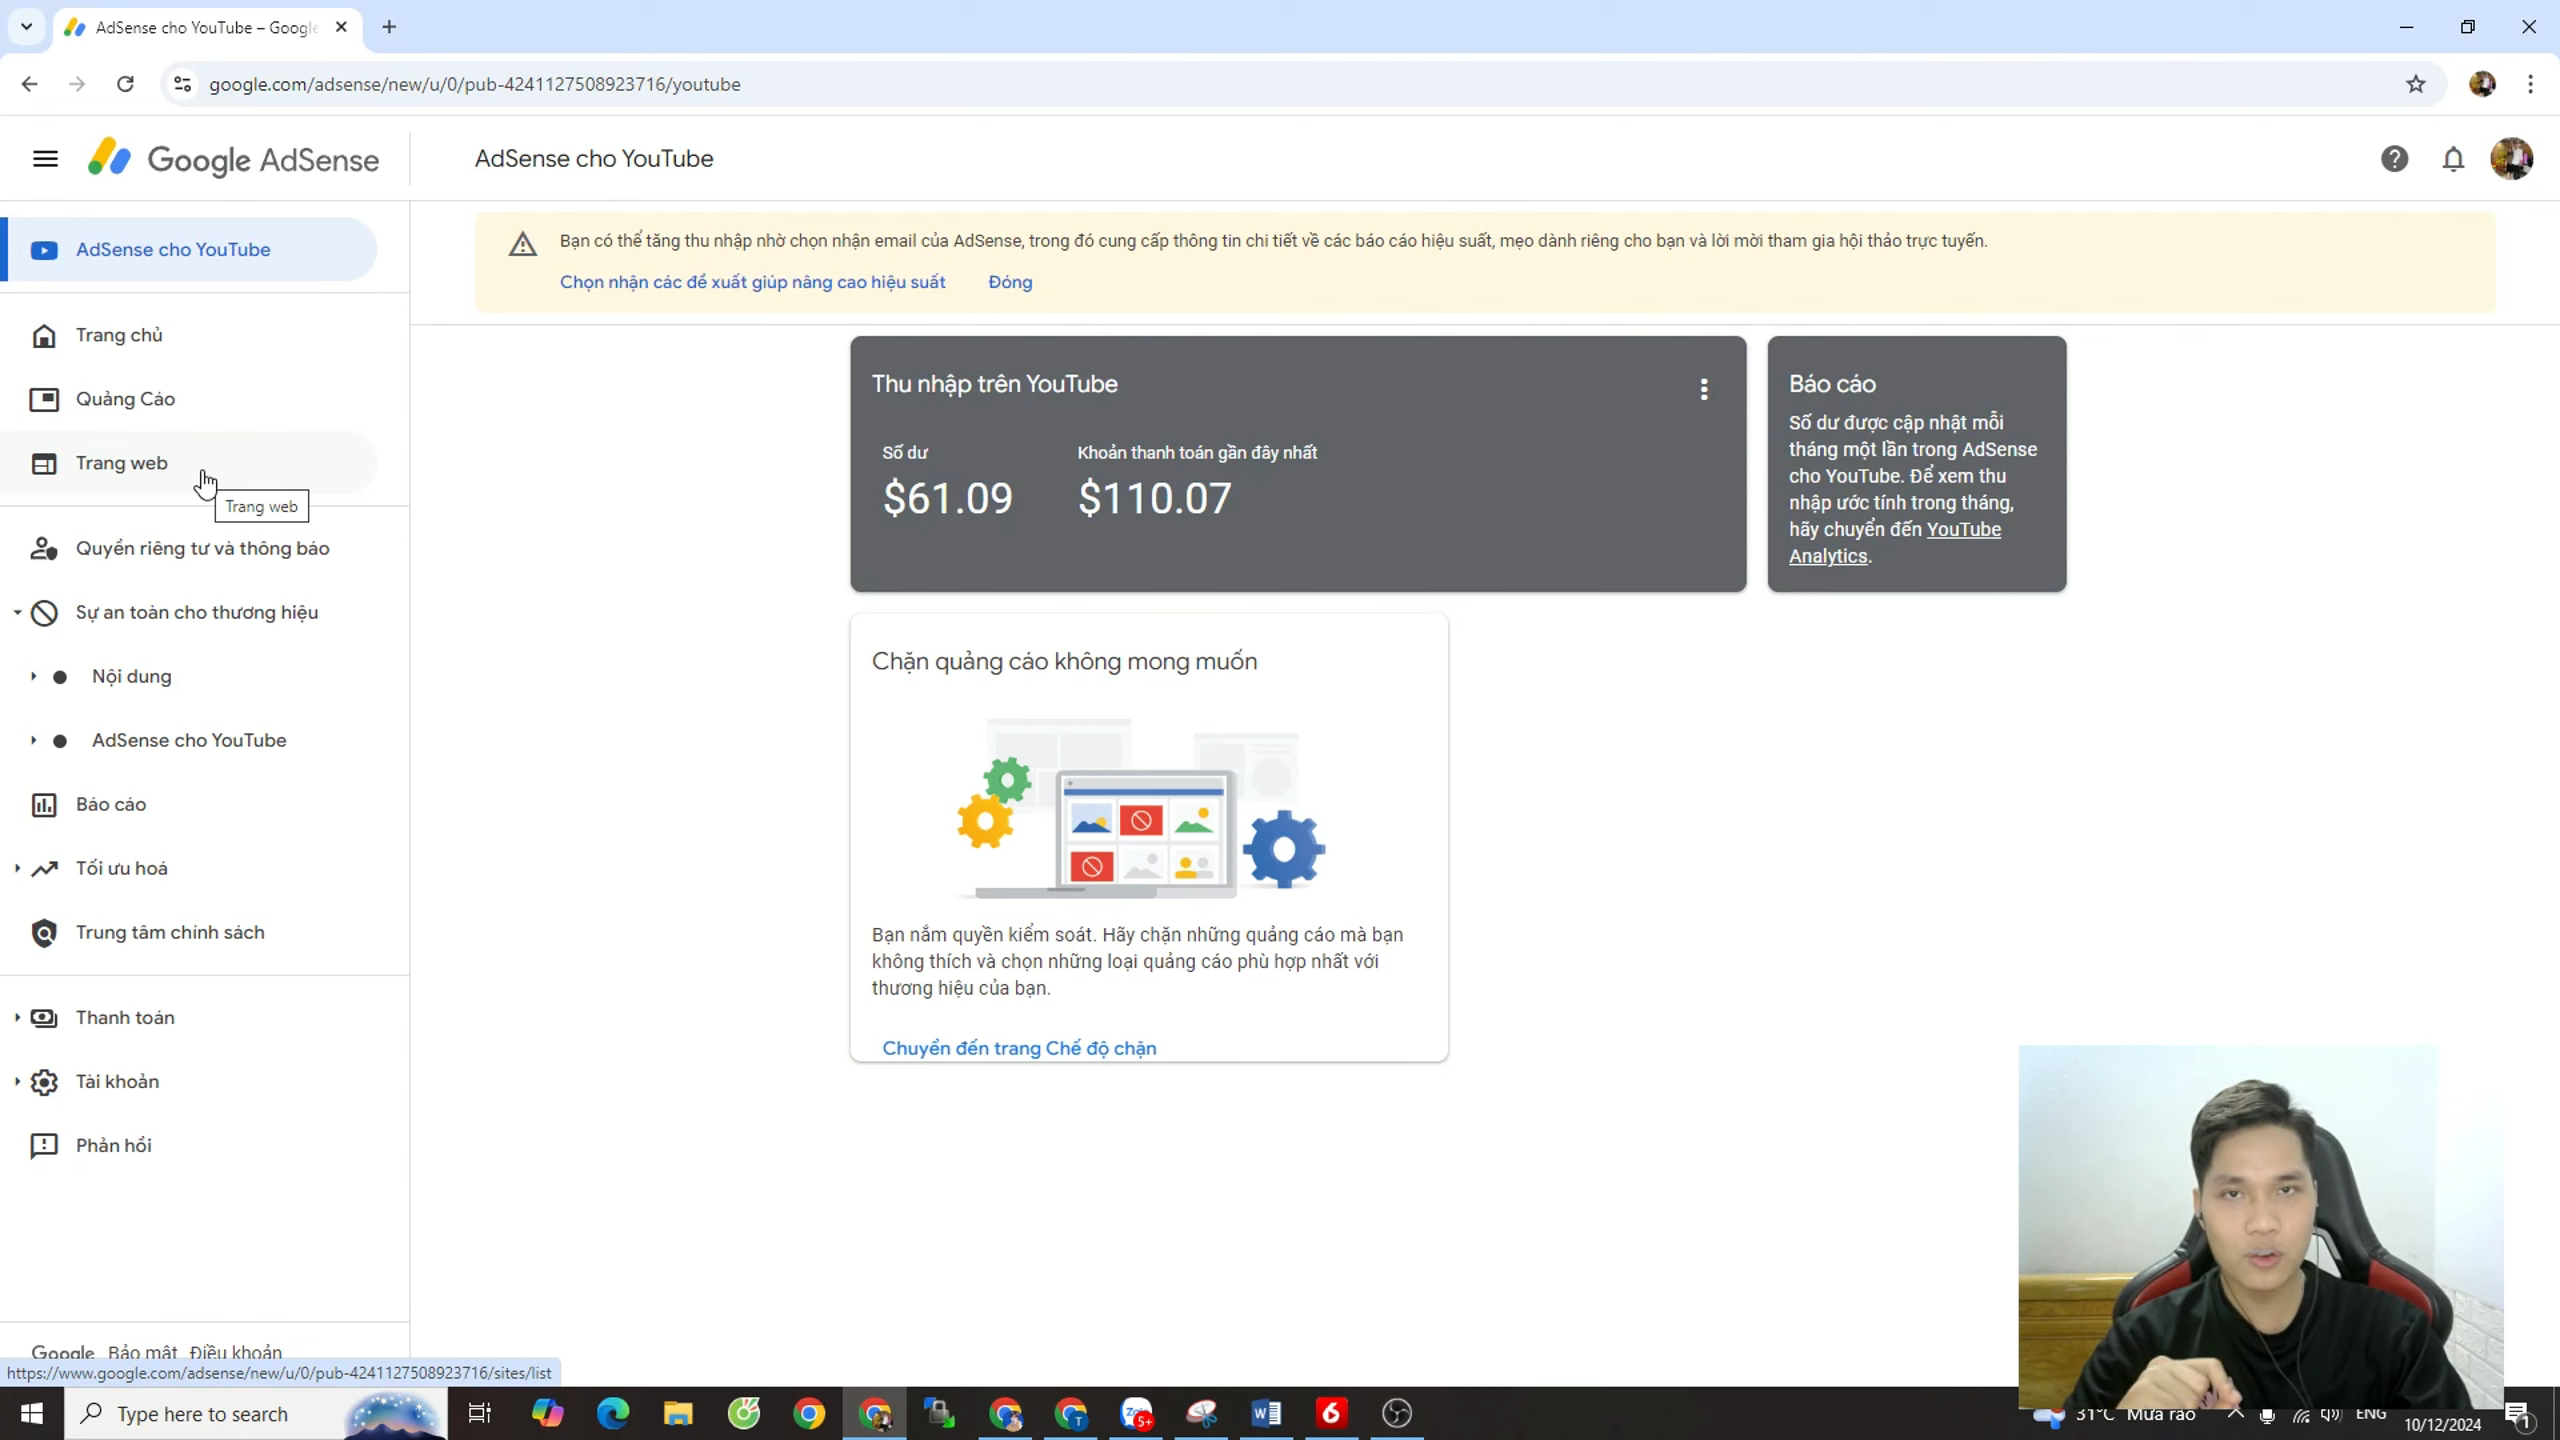 AdSense cho YouTube – Google
google.com/adsense/new/u/0/pub-4241127508923716/youtube
Google AdSense
AdSense cho YouTube
AdSense cho YouTube
Trang chủ
Quảng Cáo
Trang web
Trang web
Quyền riêng tư và thông báo
Sự an toàn cho thương hiệu
Nội dung
AdSense cho YouTube
Báo cáo
Tối ưu hoá
Trung tâm chính sách
Thanh toán
Tài khoản
Phản hồi
Google Bảo mật Điều khoản
https://www.google.com/adsense/new/u/0/pub-4241127508923716/sites/list
Bạn có thể tăng thu nhập nhờ chọn nhận email của AdSense, trong đó cung cấp thông tin chi tiết về các báo cáo hiệu suất, mẹo dành riêng cho bạn và lời mời tham gia hội thảo trực tuyến.
Chọn nhận các đề xuất giúp nâng cao hiệu suất Đóng
Thu nhập trên YouTube
Số dư Khoản thanh toán gần đây nhất
$61.09 $110.07
Báo cáo
Số dư được cập nhật mỗi
tháng một lần trong AdSense
cho YouTube. Để xem thu
nhập ước tính trong tháng,
hãy chuyển đến YouTube
Analytics.
Chặn quảng cáo không mong muốn
Bạn nắm quyền kiểm soát. Hãy chặn những quảng cáo mà bạn
không thích và chọn những loại quảng cáo phù hợp nhất với
thương hiệu của bạn.
Chuyển đến trang Chế độ chặn
Type here to search
T
Zalo
5+
6
31°C Mưa rào
ENG
10/12/2024
1